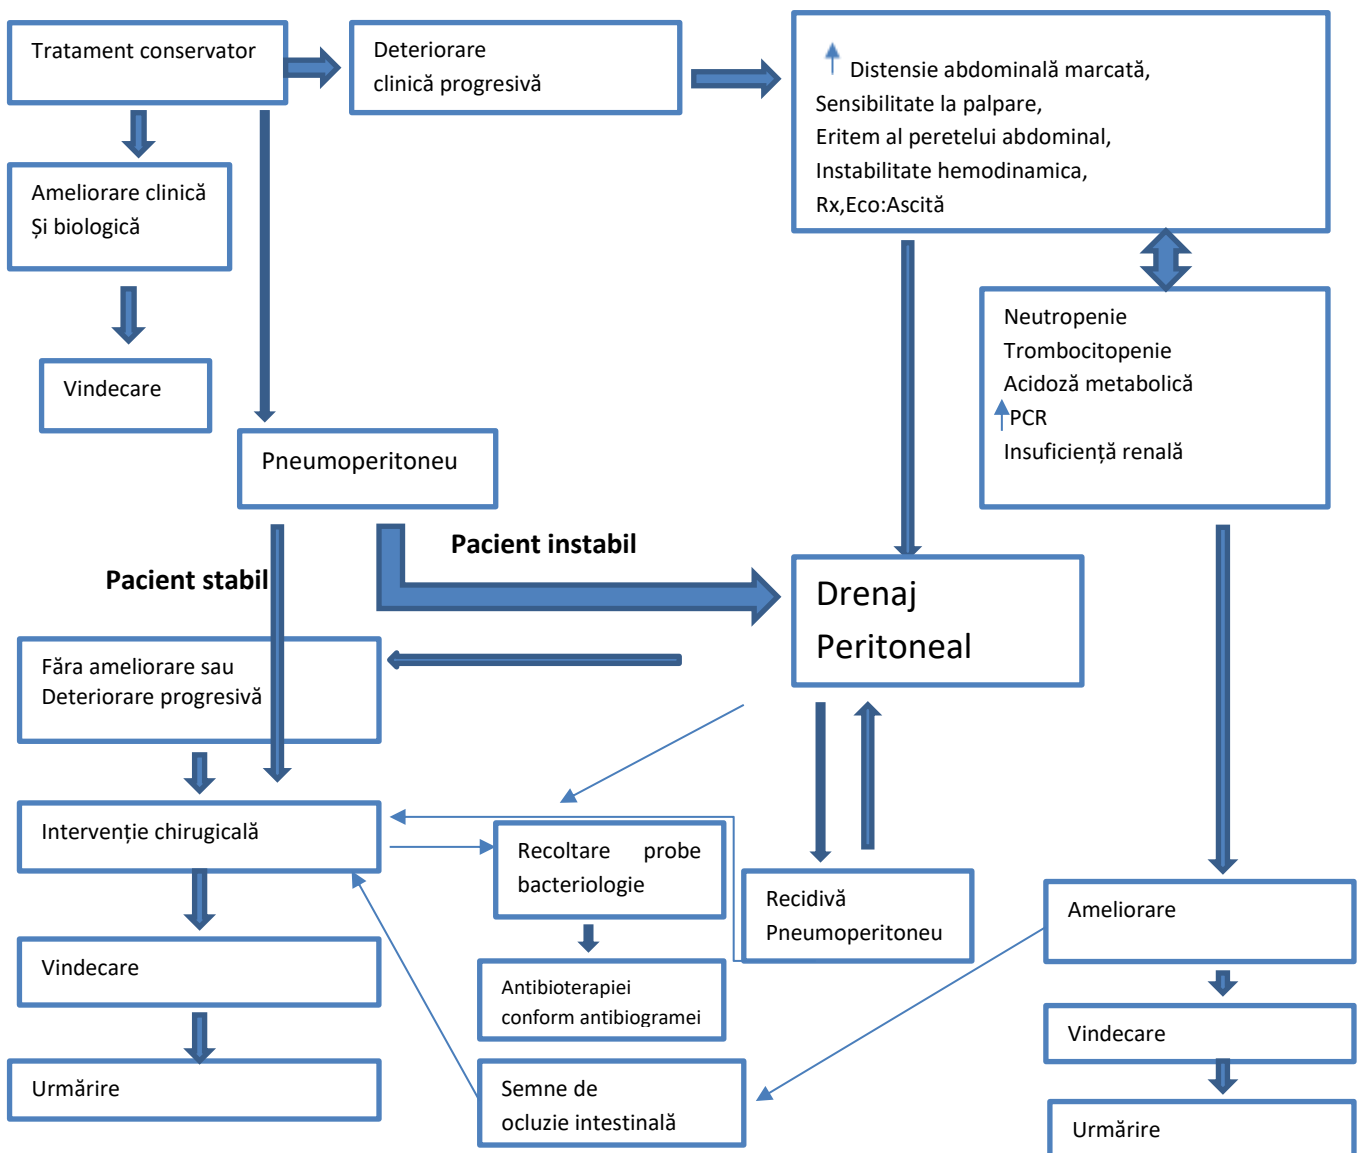 Tratament conservator
Deteriorare
clinică progresivă
Distensie abdominală marcată,
Sensibilitate la palpare,
Eritem al peretelui abdominal,
Instabilitate hemodinamica,
Rx,Eco:Ascită
Ameliorare clinică
Și biologică
Vindecare
Neutropenie
Trombocitopenie
Acidoză metabolică
PCR
Insuficiență renală
Pneumoperitoneu
Pacient instabil
Pacient stabil
Drenaj
Peritoneal
Făra ameliorare sau
Deteriorare progresivă
Intervenție chirugicală
Recoltare probe
bacteriologie
Recidivă
Pneumoperitoneu
Ameliorare
Vindecare
Antibioterapiei
conform antibiogramei
Vindecare
Urmărire
Semne de
ocluzie intestinală
Urmărire